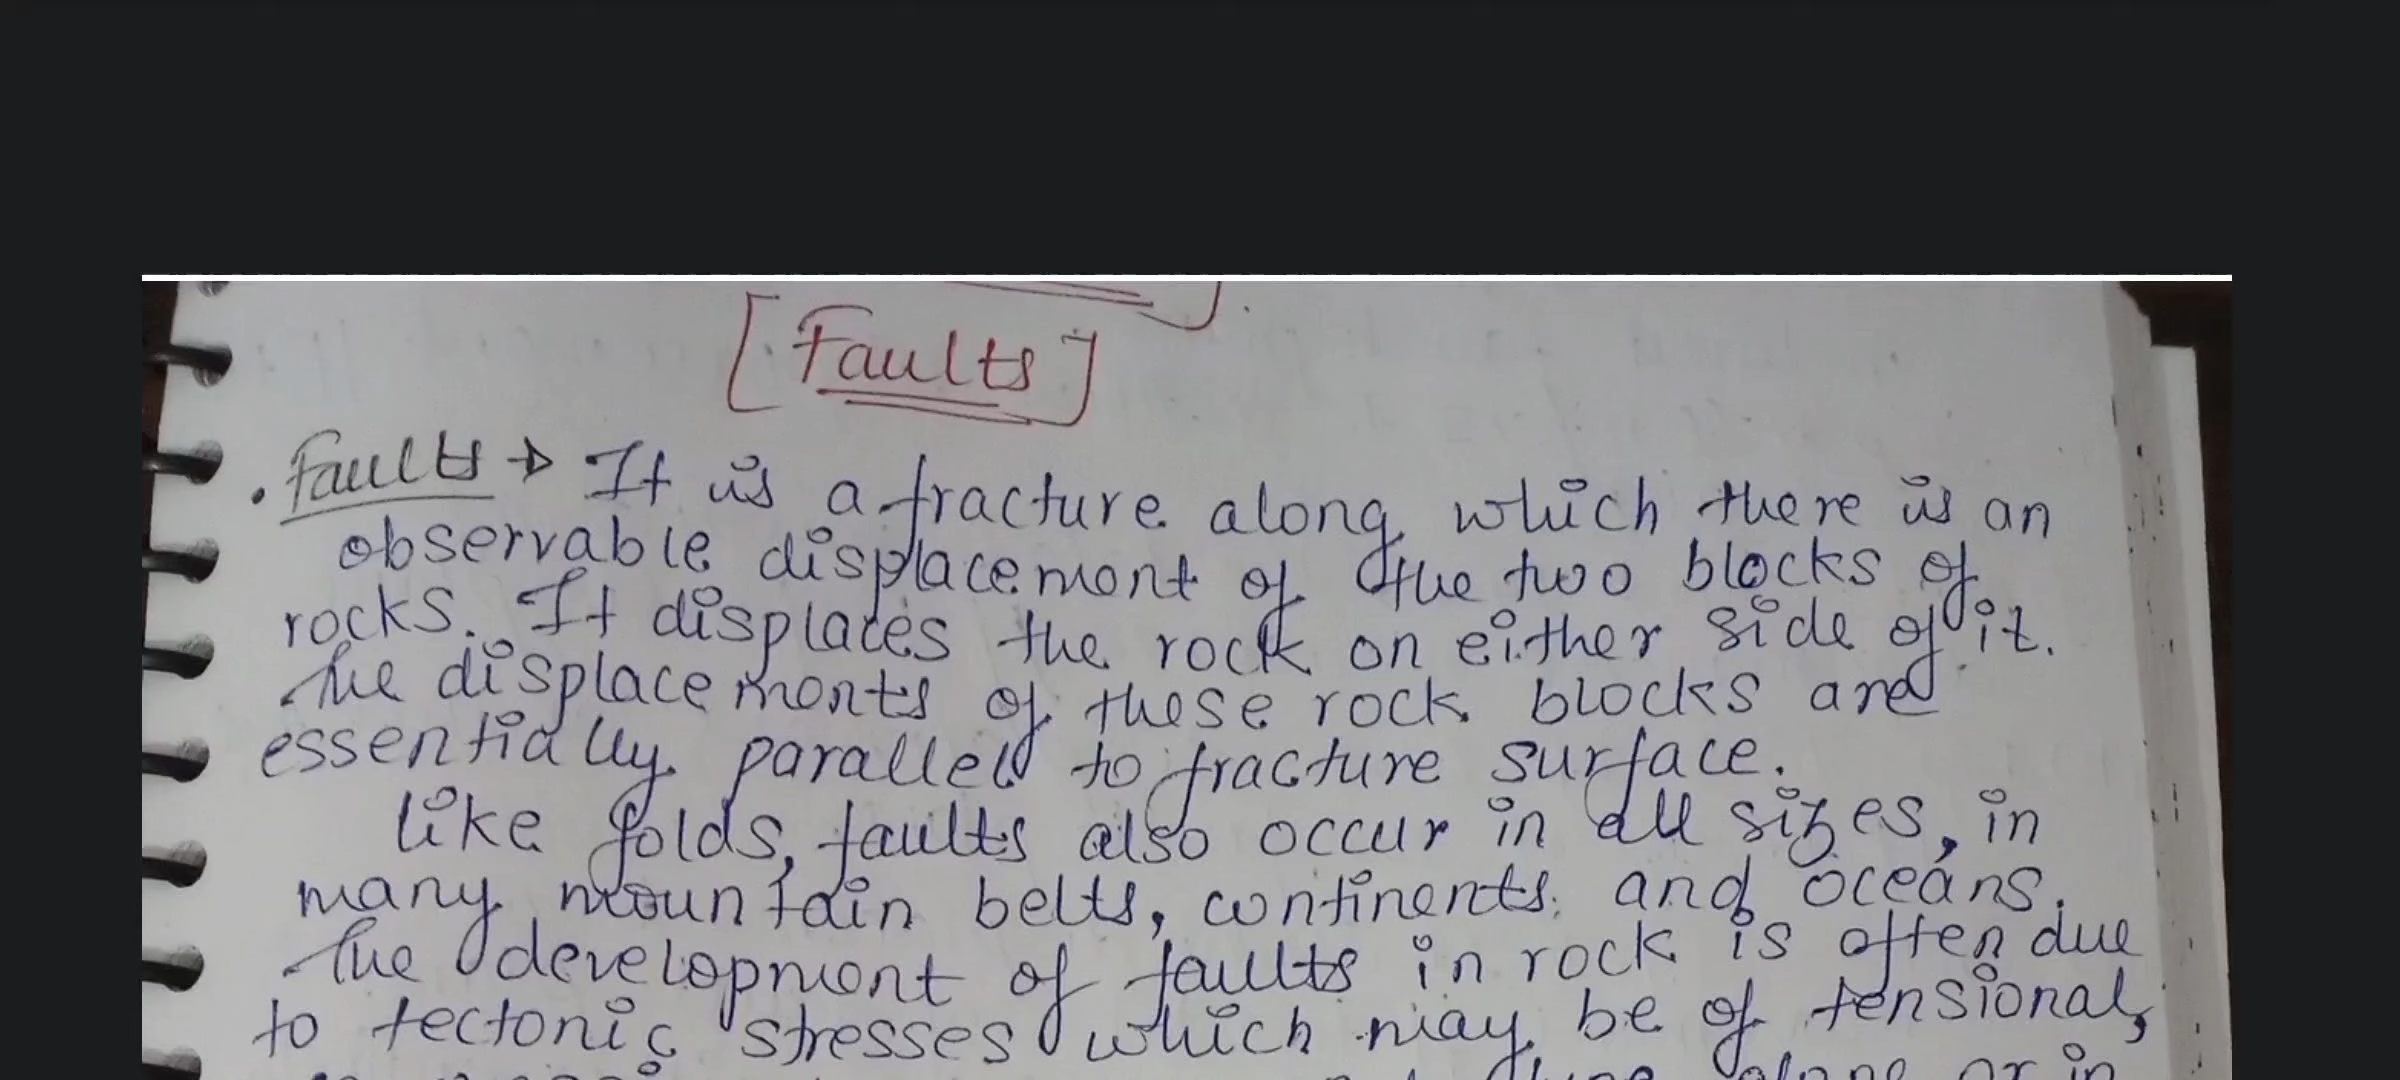 [Faults]
. Faults → It is a fracture along which there is an
observable displacement of the two blocks of
rocks. It displaces the rock on either side of it.
The displacements of these rock blocks are
essentially parallel to fracture surface.
like folds, faults also occur in all sizes, in
many mountain belts, continents and oceans.
The development of faults in rock is often due
to tectonic stresses which may be of tensional,
alone or in